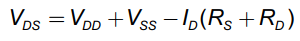 V_DS = V_DD + V_SS – I_D(R_S + R_D)